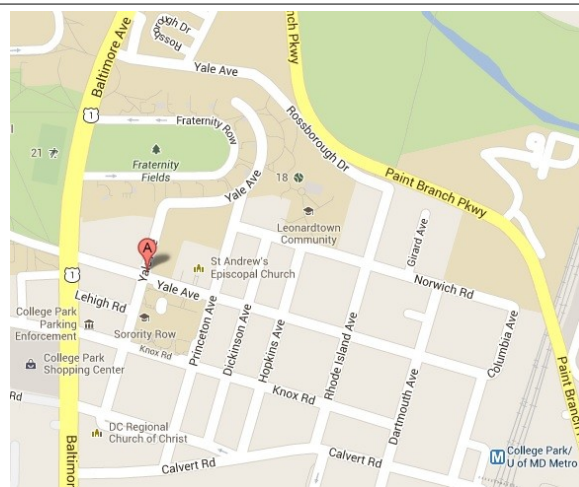 Rossborough Dr
Baltimore Ave
Yale Ave
1
Fraternity Row
Rossborough Dr
21
Fraternity
Fields
18
Yale Ave
Paint Branch Pkwy
Leonardtown
Community
Girard Ave
A
St Andrew's
Episcopal Church
Norwich Rd
1
Yale Ave
Lehigh Rd
College Park
Parking
Enforcement
Sorority Row
Princeton Ave
Dickinson Ave
Hopkins Ave
Rhode Island Ave
Columbia Ave
Knox Rd
College Park
Shopping Center
Knox Rd
Dartmouth Ave
Paint Branch
Rd
DC Regional
Church of Christ
Baltimore
Calvert Rd
Calvert Rd
M
College Park/
U of MD Metro